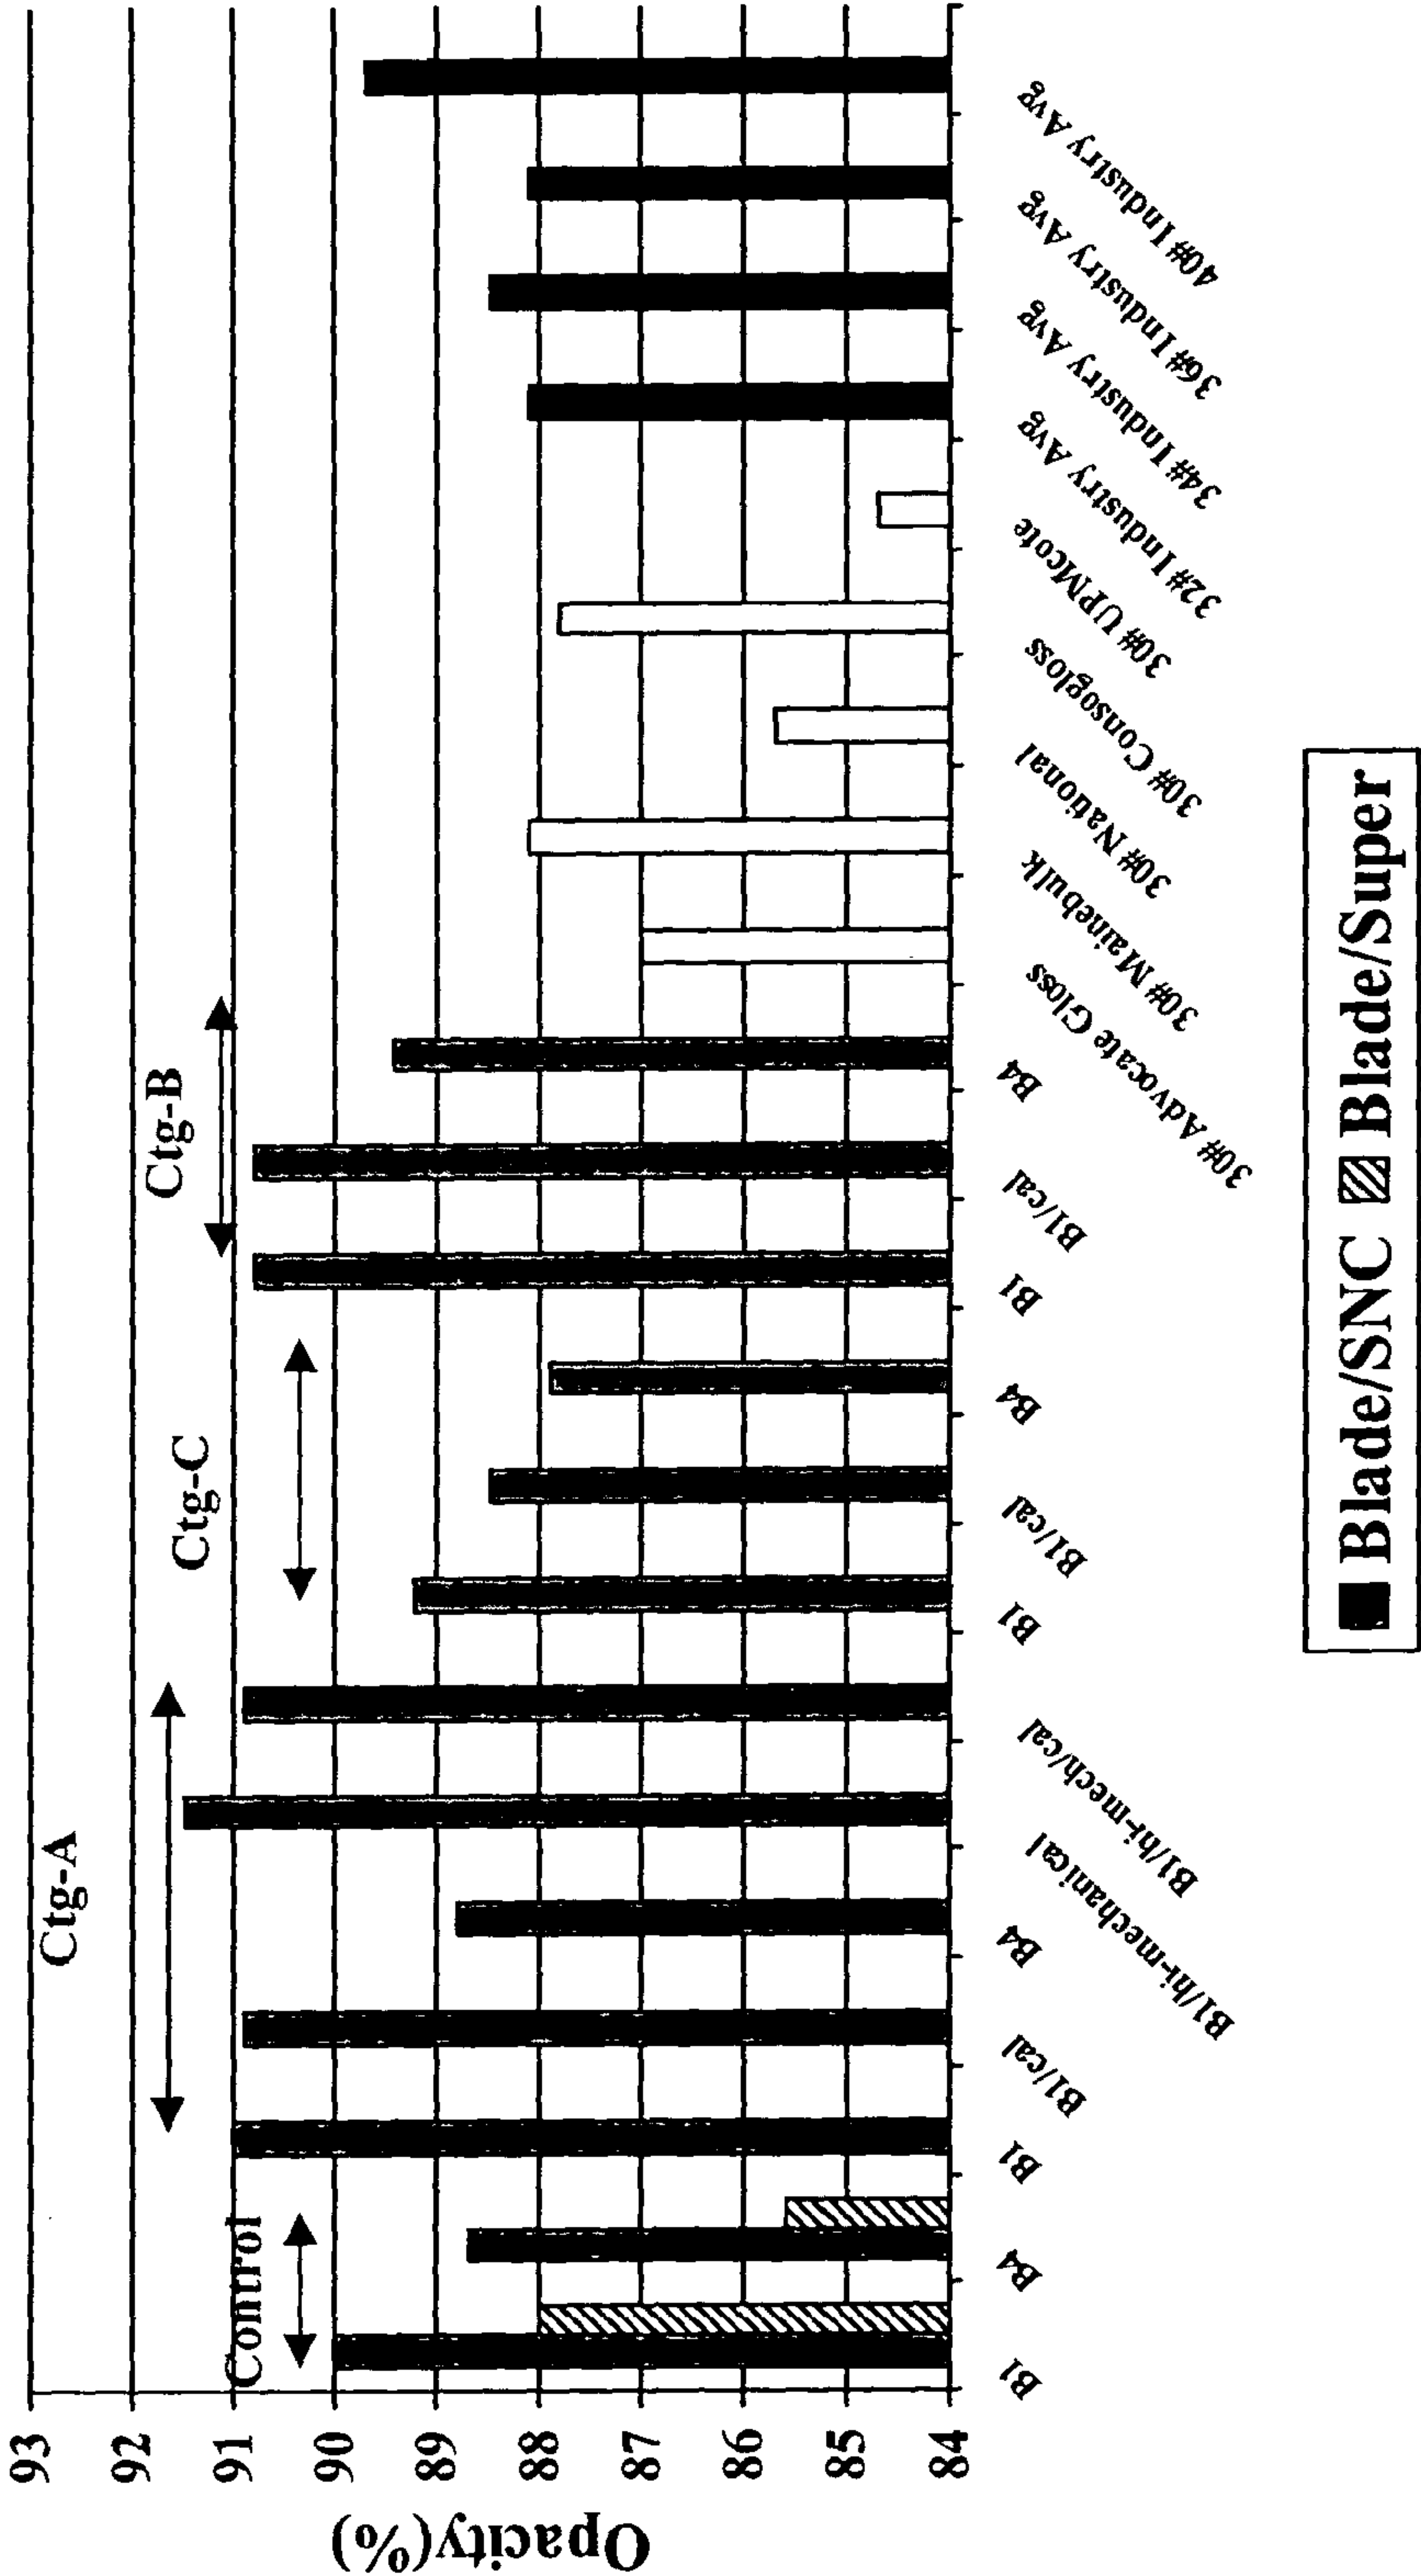 Opacity(%)
93
92
91
90
89
88
87
86
85
84
Control
Ctg-A
Ctg-C
Ctg-B
B1
B4
B1
B1/cal
B4
B1/hi-mechanical
B1/hi-mech/cal
B1
B1/cal
B4
B1
B1/cal
B4
30# Advocate Gloss
30# Mainebulk
30# National
30# Consogloss
30# UPMcote
32# Industry Avg
34# Industry Avg
36# Industry Avg
40# Industry Avg
Blade/SNC Blade/Super